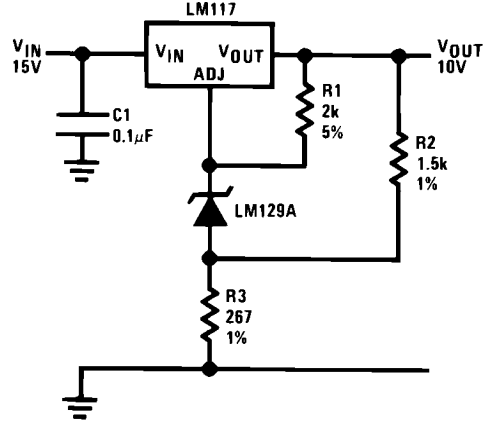 LM117
VIN
15V
VIN
VOUT
ADJ
VOUT
10V
C1
0.1μF
R1
2k
5%
R2
1.5k
1%
LM129A
R3
267
1%